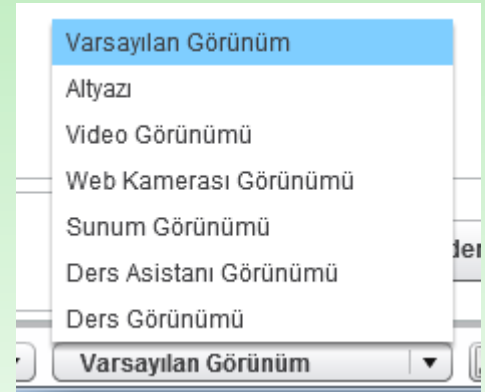 Varsayılan Görünüm
Altyazı
Video Görünümü
Web Kamerası Görünümü
Sunum Görünümü
Ders Asistanı Görünümü
Ders Görünümü
Varsayılan Görünüm